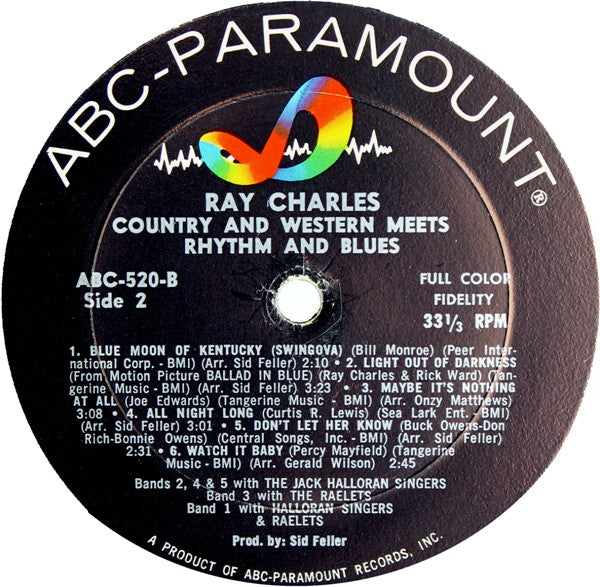 ABC-PARAMOUNT®
RAY CHARLES
COUNTRY AND WESTERN MEETS
RHYTHM AND BLUES
ABC-520-B
Side 2
FULL COLOR
FIDELITY
33 1/3 RPM
1. BLUE MOON OF KENTUCKY (SWINGOVA) (Bill Monroe) (Peer Inter-
national Corp. - BMI) (Arr. Sid Feller) 2:10 • 2. LIGHT OUT OF DARKNESS
(From Motion Picture BALLAD IN BLUE) (Ray Charles & Rick Ward) (Tan-
gerine Music - BMI) (Arr. Sid Feller) 3:23 • 3. MAYBE IT'S NOTHING
AT ALL (Joe Edwards) (Tangerine Music - BMI) (Arr. Onzy Matthews)
3:08 • 4. ALL NIGHT LONG (Curtis R. Lewis) (Sea Lark Ent. - BMI)
(Arr. Sid Feller) 3:01 • 5. DON'T LET HER KNOW (Buck Owens-Don
Rich-Bonnie Owens) (Central Songs, Inc. - BMI) (Arr. Sid Feller)
2:31 • 6. WATCH IT BABY (Percy Mayfield) (Tangerine
Music - BMI) (Arr. Gerald Wilson) 2:45
Bands 2, 4 & 5 with THE JACK HALLORAN SINGERS
Band 3 with THE RAELETS
Band 1 with HALLORAN SINGERS
& RAELETS
Prod. by: Sid Feller
A PRODUCT OF ABC-PARAMOUNT RECORDS, INC.